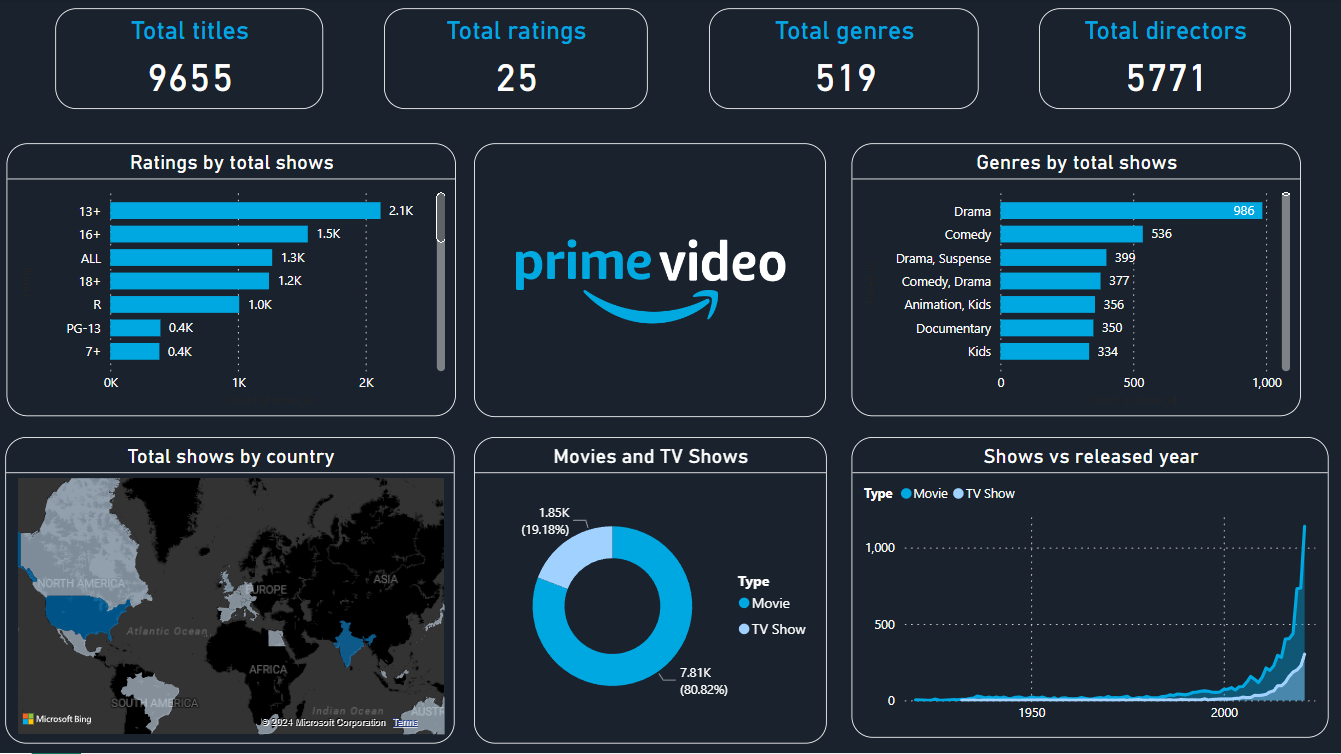 Total titles
9655
Total ratings
25
Total genres
519
Total directors
5771
Ratings by total shows
13+ 2.1K
16+ 1.5K
ALL 1.3K
18+ 1.2K
R 1.0K
PG-13 0.4K
7+ 0.4K
0K 1K 2K
prime video
Genres by total shows
Drama 986
Comedy 536
Drama, Suspense 399
Comedy, Drama 377
Animation, Kids 356
Documentary 350
Kids 334
0 500 1,000
Total shows by country
NORTH AMERICA
EUROPE
ASIA
Atlantic Ocean
AFRICA
SOUTH AMERICA
Indian Ocean
AUSTR
Microsoft Bing
© 2024 Microsoft Corporation Terms
Movies and TV Shows
1.85K
(19.18%)
Type
Movie
TV Show
7.81K
(80.82%)
Shows vs released year
Type Movie TV Show
1,000
500
0
1950 2000